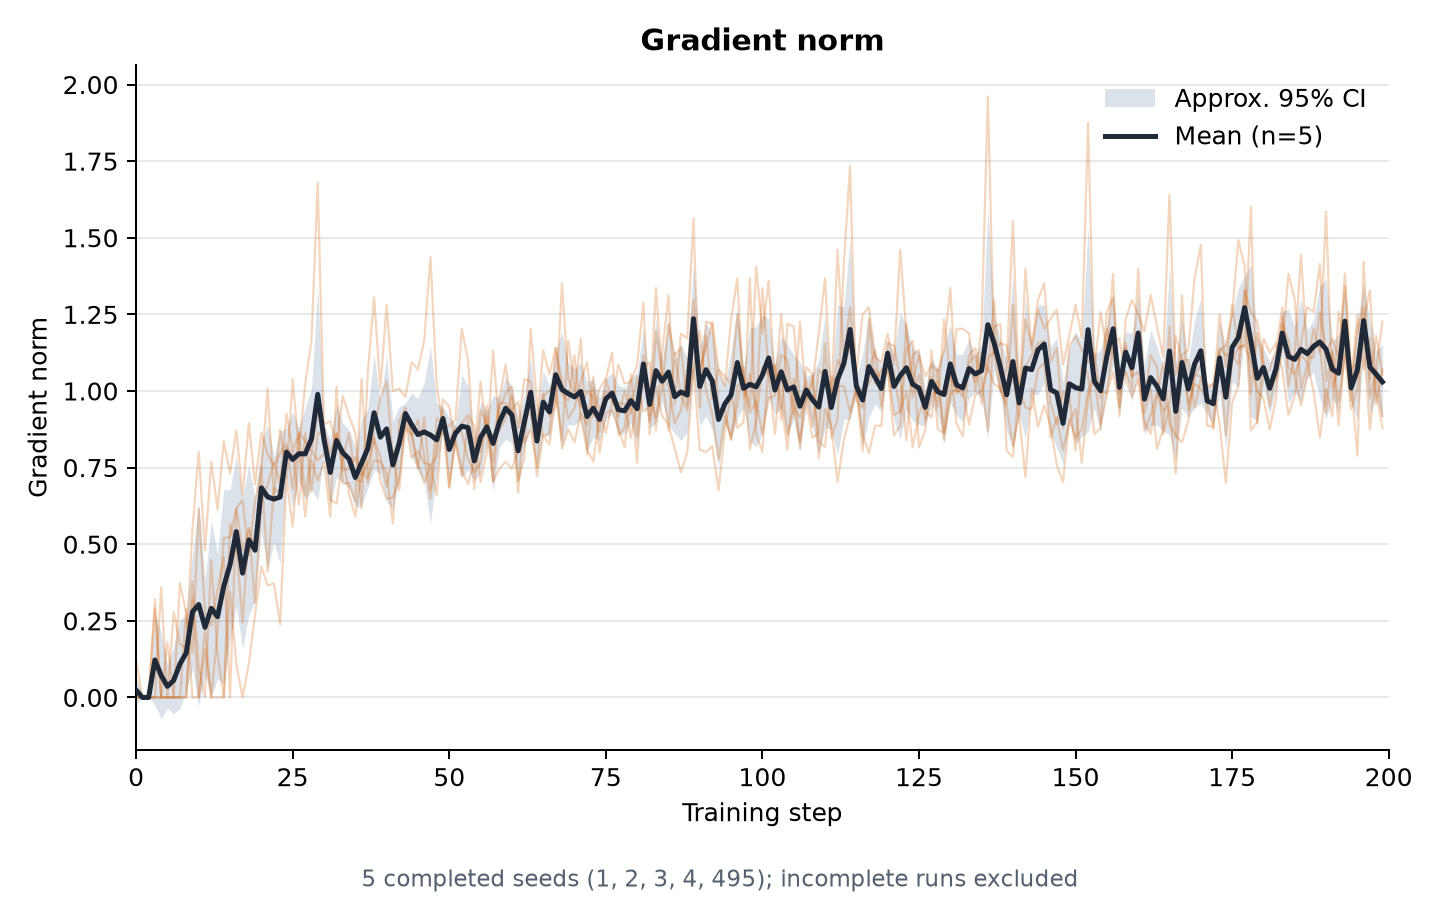 Gradient norm
2.00
1.75
1.50
1.25
1.00
0.75
0.50
0.25
0.00
Gradient norm
Approx. 95% CI
Mean (n=5)
0 25 50 75 100 125 150 175 200
Training step
5 completed seeds (1, 2, 3, 4, 495); incomplete runs excluded